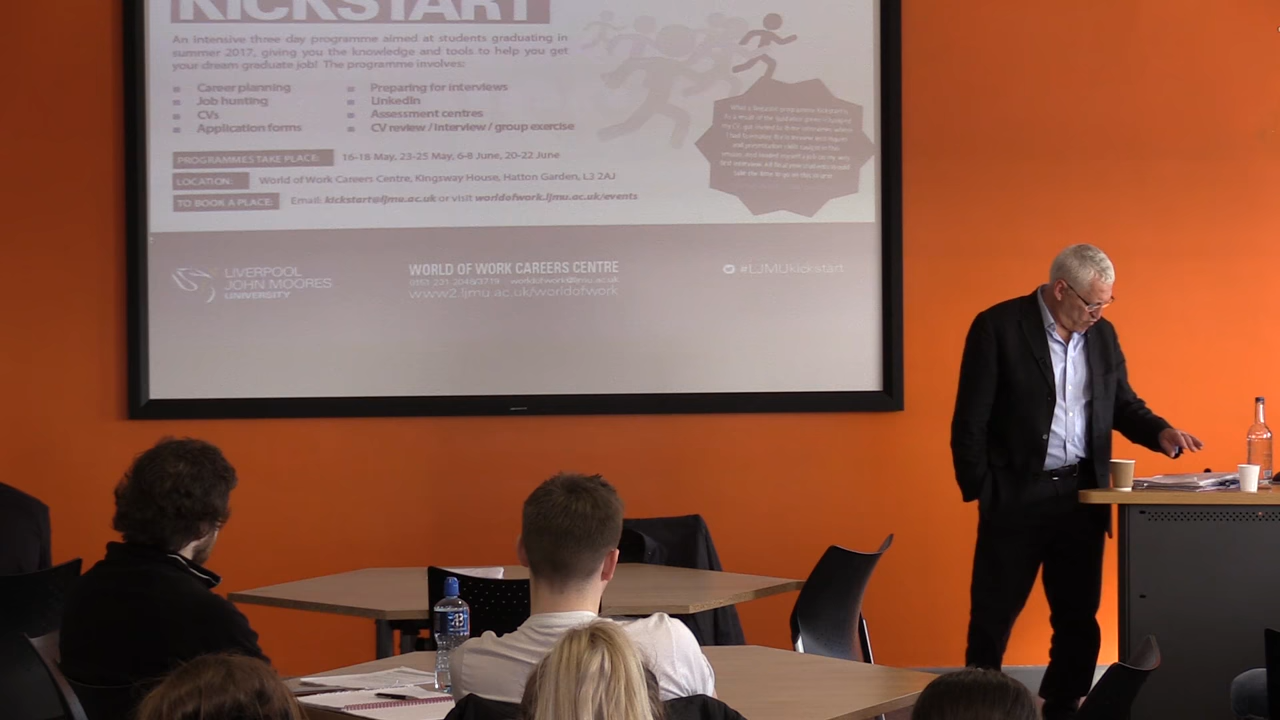 KICKSTART
An intensive three day programme aimed at students graduating in
summer 2017, giving you the knowledge and tools to help you get
your dream graduate job! The programme involves:
Career planning
Job hunting
CVs
Application forms
Preparing for interviews
LinkedIn
Assessment centres
CV review / interview / group exercise
PROGRAMMES TAKE PLACE: 16-18 May, 23-25 May, 6-8 June, 20-22 June
LOCATION: World of Work Careers Centre, Kingsway House, Hatton Garden, L3 2AJ
TO BOOK A PLACE: Email: kickstart@ljmu.ac.uk or visit worldofwork.ljmu.ac.uk/events
LIVERPOOL
JOHN MOORES
UNIVERSITY
WORLD OF WORK CAREERS CENTRE
worldofwork@ljmu.ac.uk
www2.ljmu.ac.uk/worldofwork
#LJMUkickstart